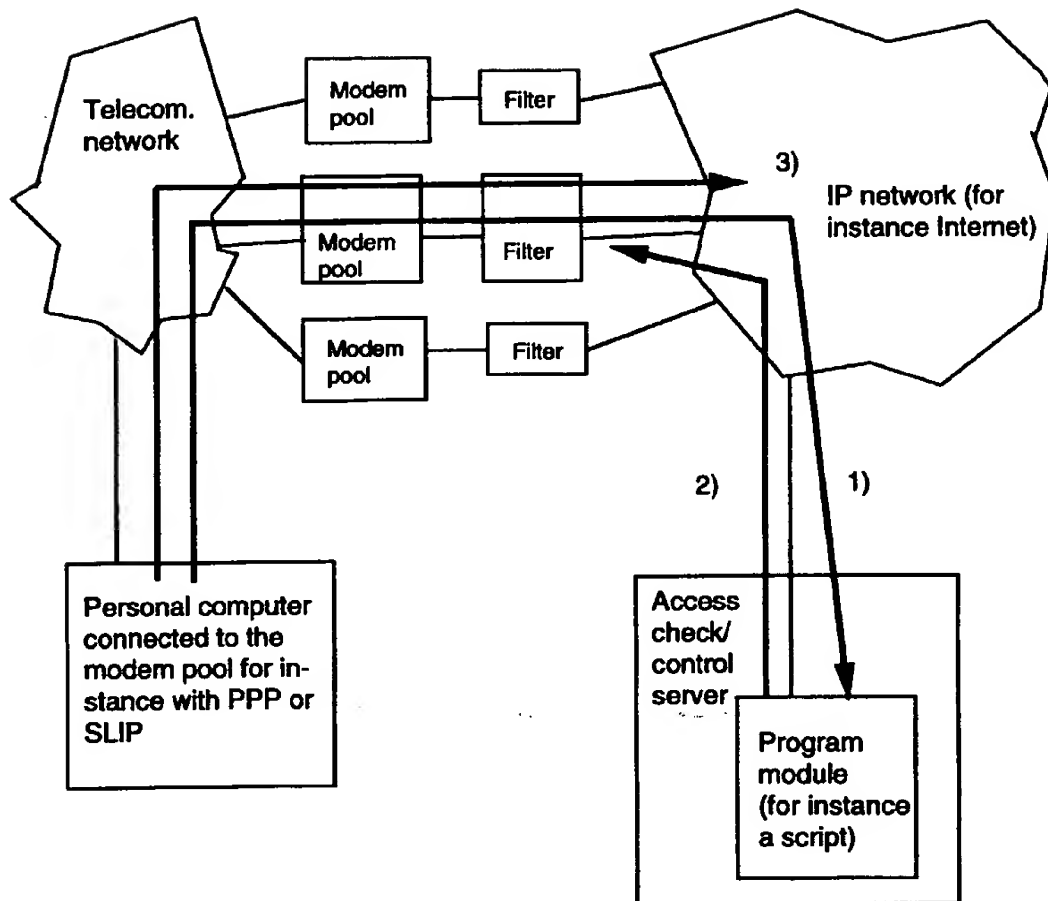 Telecom.
network
Modem
pool
Filter
3)
IP network (for
instance Internet)
Modem
pool
Filter
Modem
pool
Filter
2)
1)
Personal computer
connected to the
modem pool for in-
stance with PPP or
SLIP
Access
check/
control
server
Program
module
(for instance
a script)